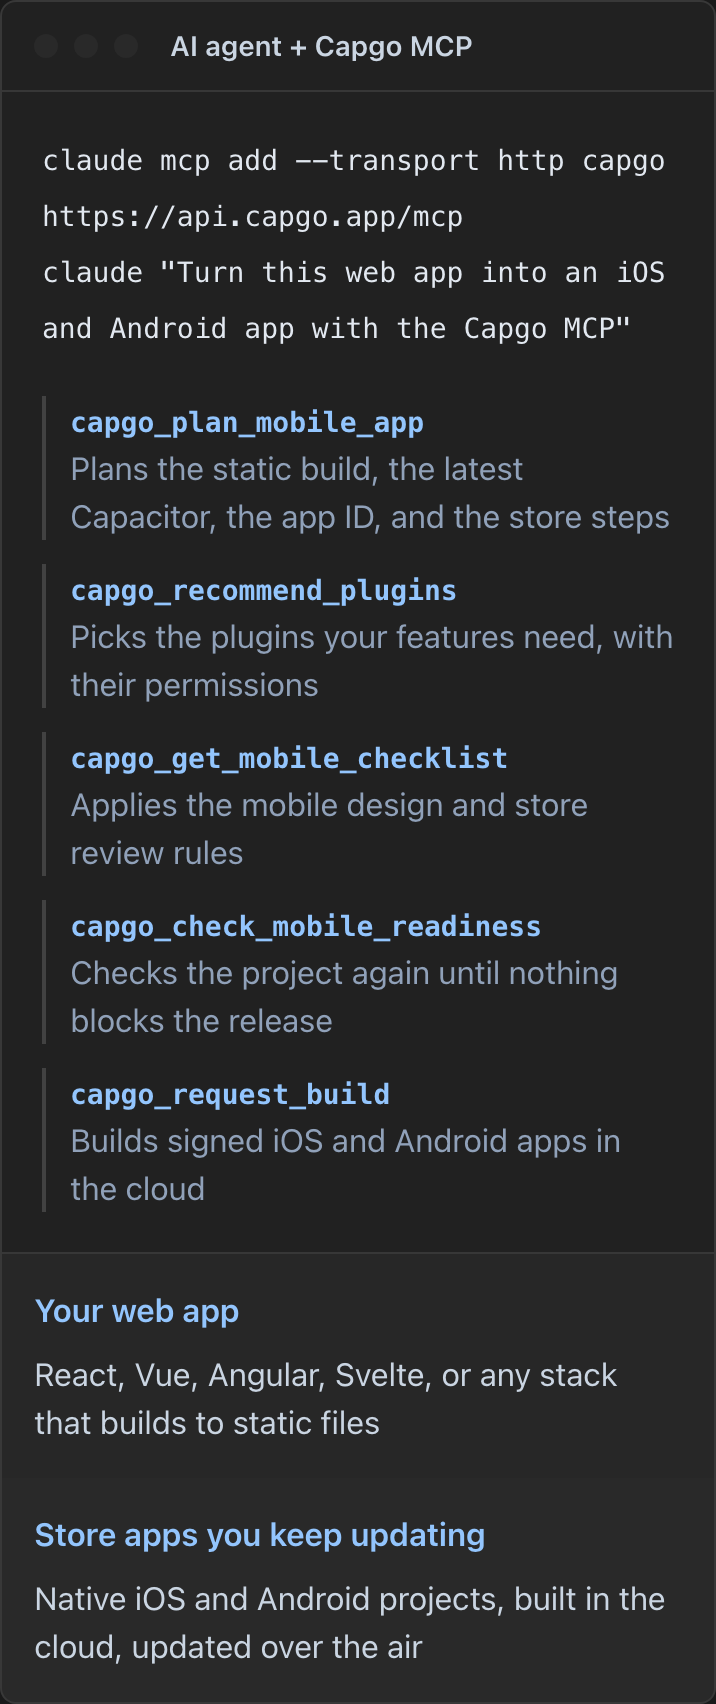 AI agent + Capgo MCP
claude mcp add --transport http capgo
https://api.capgo.app/mcp
claude "Turn this web app into an iOS
and Android app with the Capgo MCP"
capgo_plan_mobile_app
Plans the static build, the latest
Capacitor, the app ID, and the store steps
capgo_recommend_plugins
Picks the plugins your features need, with
their permissions
capgo_get_mobile_checklist
Applies the mobile design and store
review rules
capgo_check_mobile_readiness
Checks the project again until nothing
blocks the release
capgo_request_build
Builds signed iOS and Android apps in
the cloud
Your web app
React, Vue, Angular, Svelte, or any stack
that builds to static files
Store apps you keep updating
Native iOS and Android projects, built in the
cloud, updated over the air